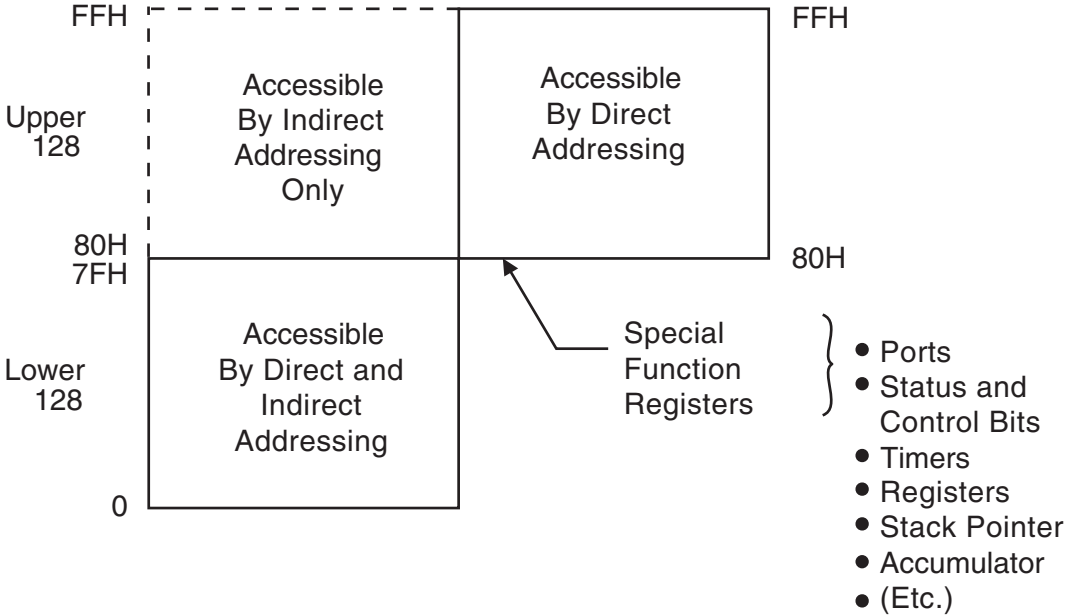 FFH
Upper
128
80H
7FH
Lower
128
0
Accessible
By Indirect
Addressing
Only
Accessible
By Direct
Addressing
FFH
80H
Accessible
By Direct and
Indirect
Addressing
Special
Function
Registers
● Ports
● Status and
Control Bits
● Timers
● Registers
● Stack Pointer
● Accumulator
● (Etc.)